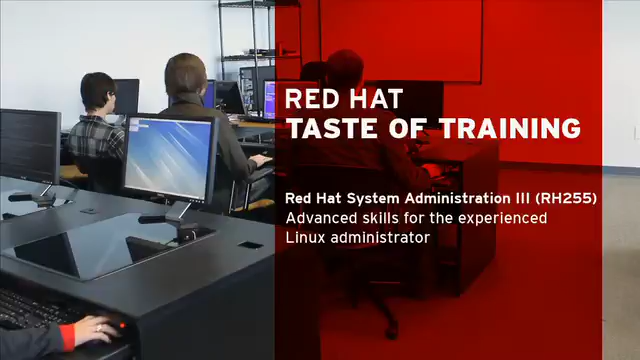 RED HAT
TASTE OF TRAINING
Red Hat System Administration III (RH255)
Advanced skills for the experienced
Linux administrator